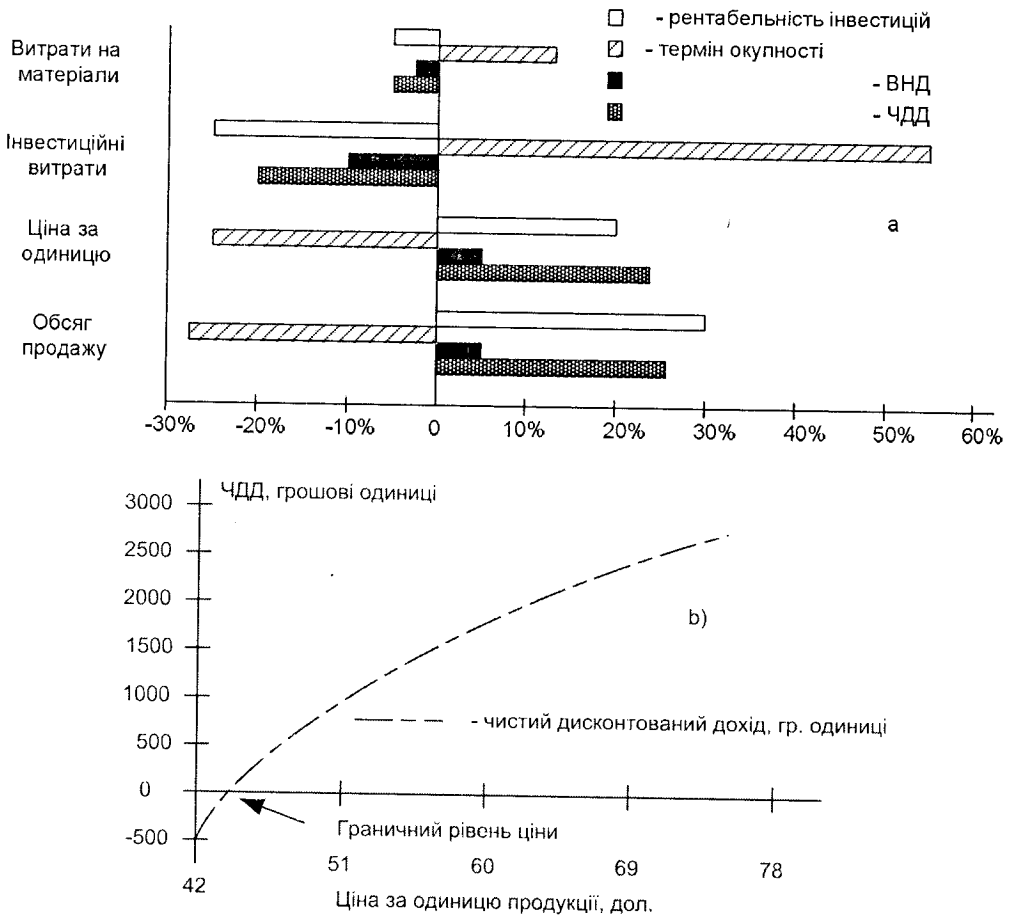 - рентабельність інвестицій
- термін окупності
- ВНД
- ЧДД
Витрати на
матеріали
Інвестиційні
витрати
Ціна за
одиницю
Обсяг
продажу
а
-30% -20% -10% 0 10% 20% 30% 40% 50% 60%
ЧДД, грошові одиниці
3000
2500
2000
1500
1000
500
0
-500
b)
- чистий дисконтований дохід, гр. одиниці
Граничний рівень ціни
42 51 60 69 78
Ціна за одиницю продукції, дол.